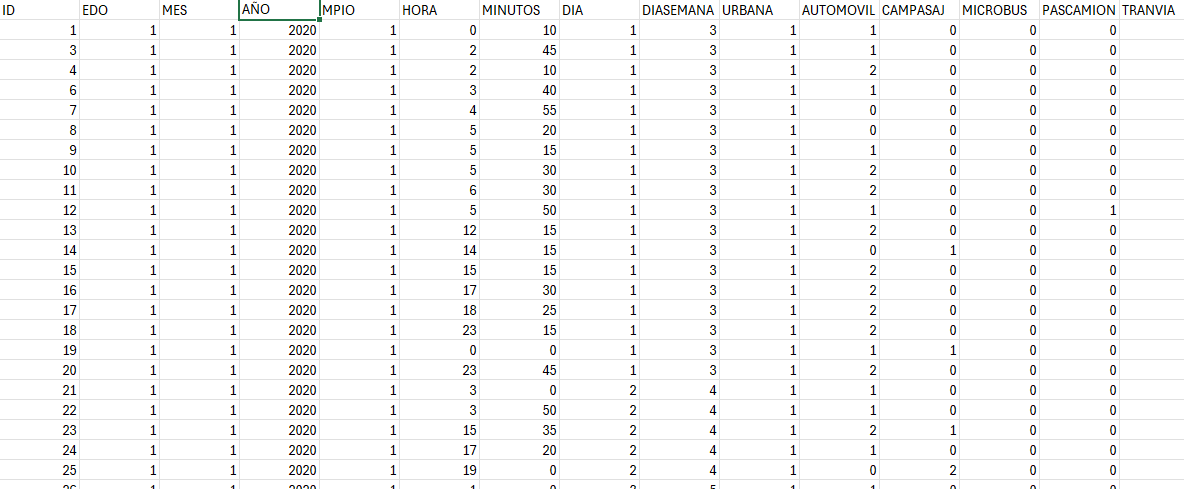 ID EDO MES AÑO MPIO HORA MINUTOS DIA DIASEMANA URBANA AUTOMOVIL CAMPASAJ MICROBUS PASCAMION TRANVIA
1 1 1 2020 1 0 10 1 3 1 1 0 0 0
3 1 1 2020 1 2 45 1 3 1 1 0 0 0
4 1 1 2020 1 2 10 1 3 1 2 0 0 0
6 1 1 2020 1 3 40 1 3 1 1 0 0 0
7 1 1 2020 1 4 55 1 3 1 0 0 0 0
8 1 1 2020 1 5 20 1 3 1 0 0 0 0
9 1 1 2020 1 5 15 1 3 1 1 0 0 0
10 1 1 2020 1 5 30 1 3 1 2 0 0 0
11 1 1 2020 1 6 30 1 3 1 2 0 0 0
12 1 1 2020 1 5 50 1 3 1 1 0 0 1
13 1 1 2020 1 12 15 1 3 1 2 0 0 0
14 1 1 2020 1 14 15 1 3 1 0 1 0 0
15 1 1 2020 1 15 15 1 3 1 2 0 0 0
16 1 1 2020 1 17 30 1 3 1 2 0 0 0
17 1 1 2020 1 18 25 1 3 1 2 0 0 0
18 1 1 2020 1 23 15 1 3 1 2 0 0 0
19 1 1 2020 1 0 0 1 3 1 1 1 0 0
20 1 1 2020 1 23 45 1 3 1 2 0 0 0
21 1 1 2020 1 3 0 2 4 1 1 0 0 0
22 1 1 2020 1 3 50 2 4 1 1 0 0 0
23 1 1 2020 1 15 35 2 4 1 2 1 0 0
24 1 1 2020 1 17 20 2 4 1 1 0 0 0
25 1 1 2020 1 19 0 2 4 1 0 2 0 0